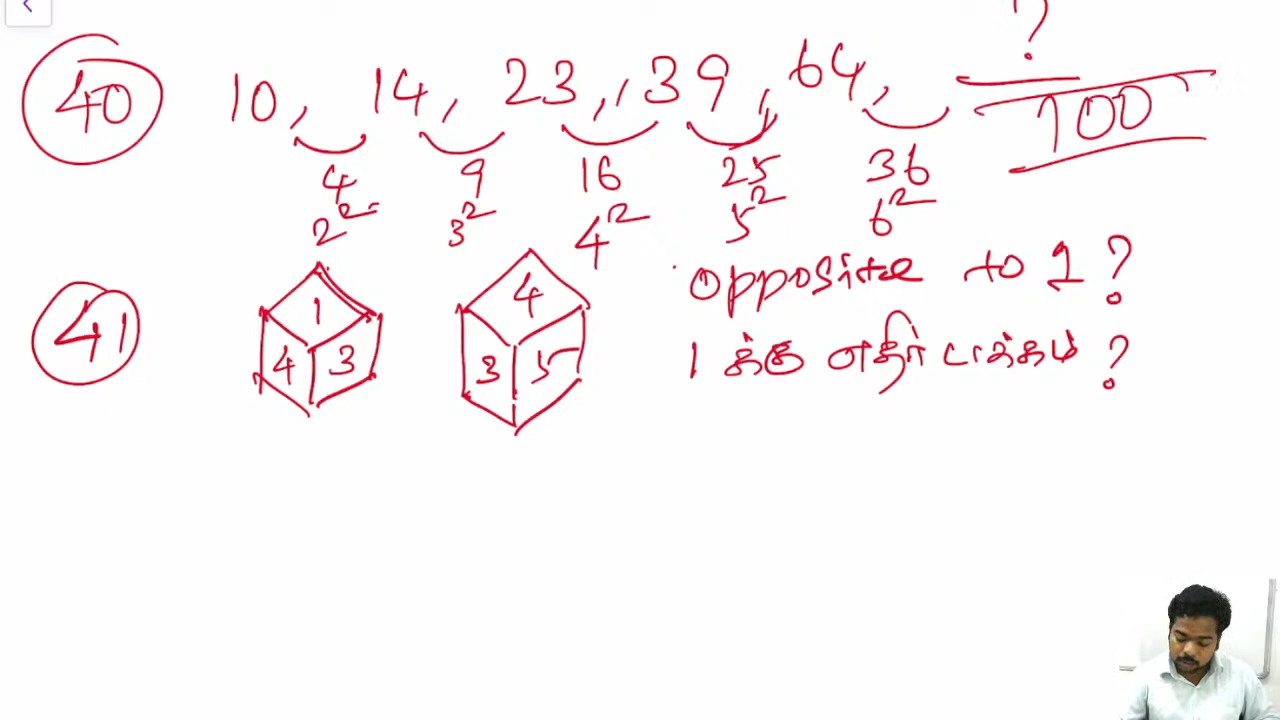 ?
40 10, 14, 23, 39, 64, 100
4 9 16 25 36
2² 3² 4² 5² 6²
41 1 4 3 4 3 5 opposite to 1?
1 க்கு எதிர் பக்கம்?